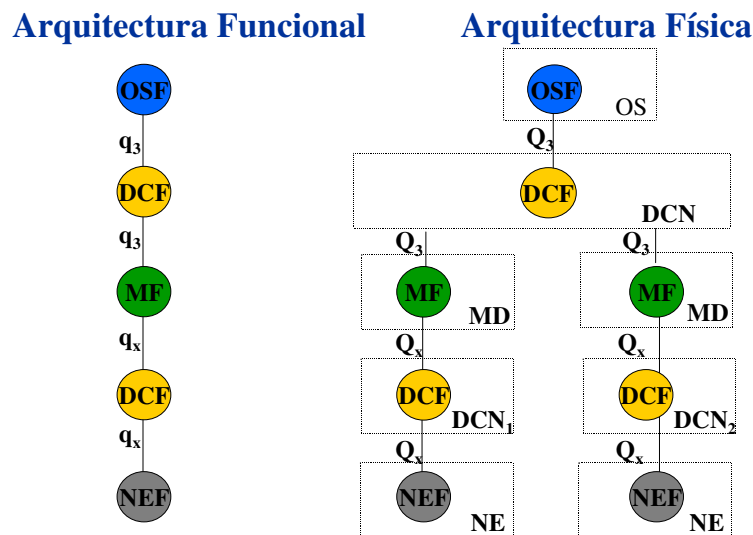 Arquitectura Funcional
OSF
q3
DCF
q3
MF
qx
DCF
qx
NEF
Arquitectura Física
OSF
OS
Q3
DCF
DCN
Q3
Q3
MF
MD
MF
MD
Qx
Qx
DCF
DCN1
DCF
DCN2
Qx
Qx
NEF
NE
NEF
NE